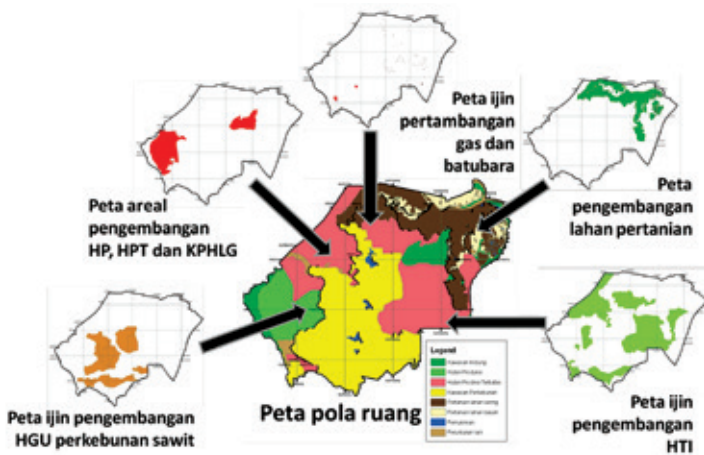 Peta ijin
pertambangan
gas dan
batubara
Peta areal
pengembangan
HP, HPT dan KPHLG
Peta
pengembangan
lahan pertanian
Legend
Peta pola ruang
Peta ijin pengembangan
HGU perkebunan sawit
Peta ijin
pengembangan
HTI